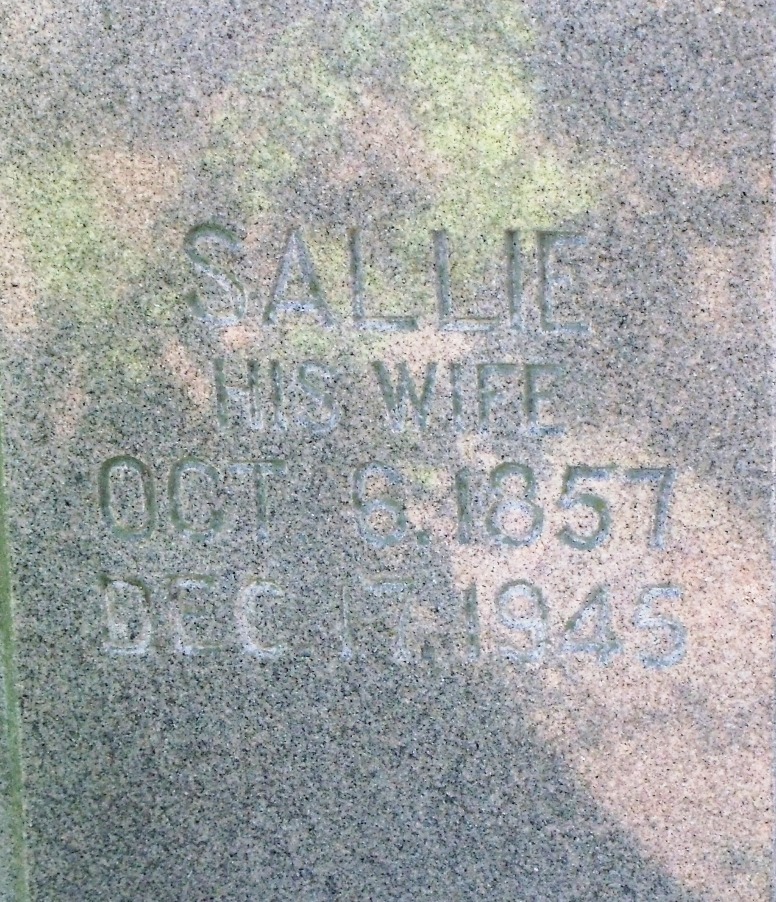 SALLIE
HIS WIFE
OCT 6.1857
DEC 17.1945